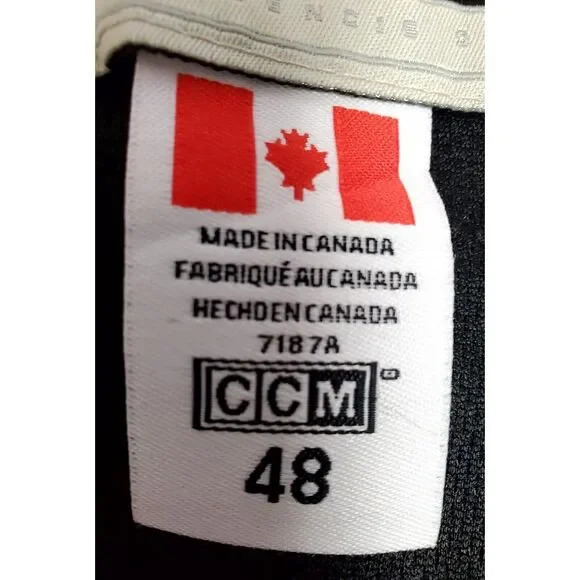 MADE IN CANADA
FABRIQUÉ AU CANADA
HECHO EN CANADA
7187A
CCM
48